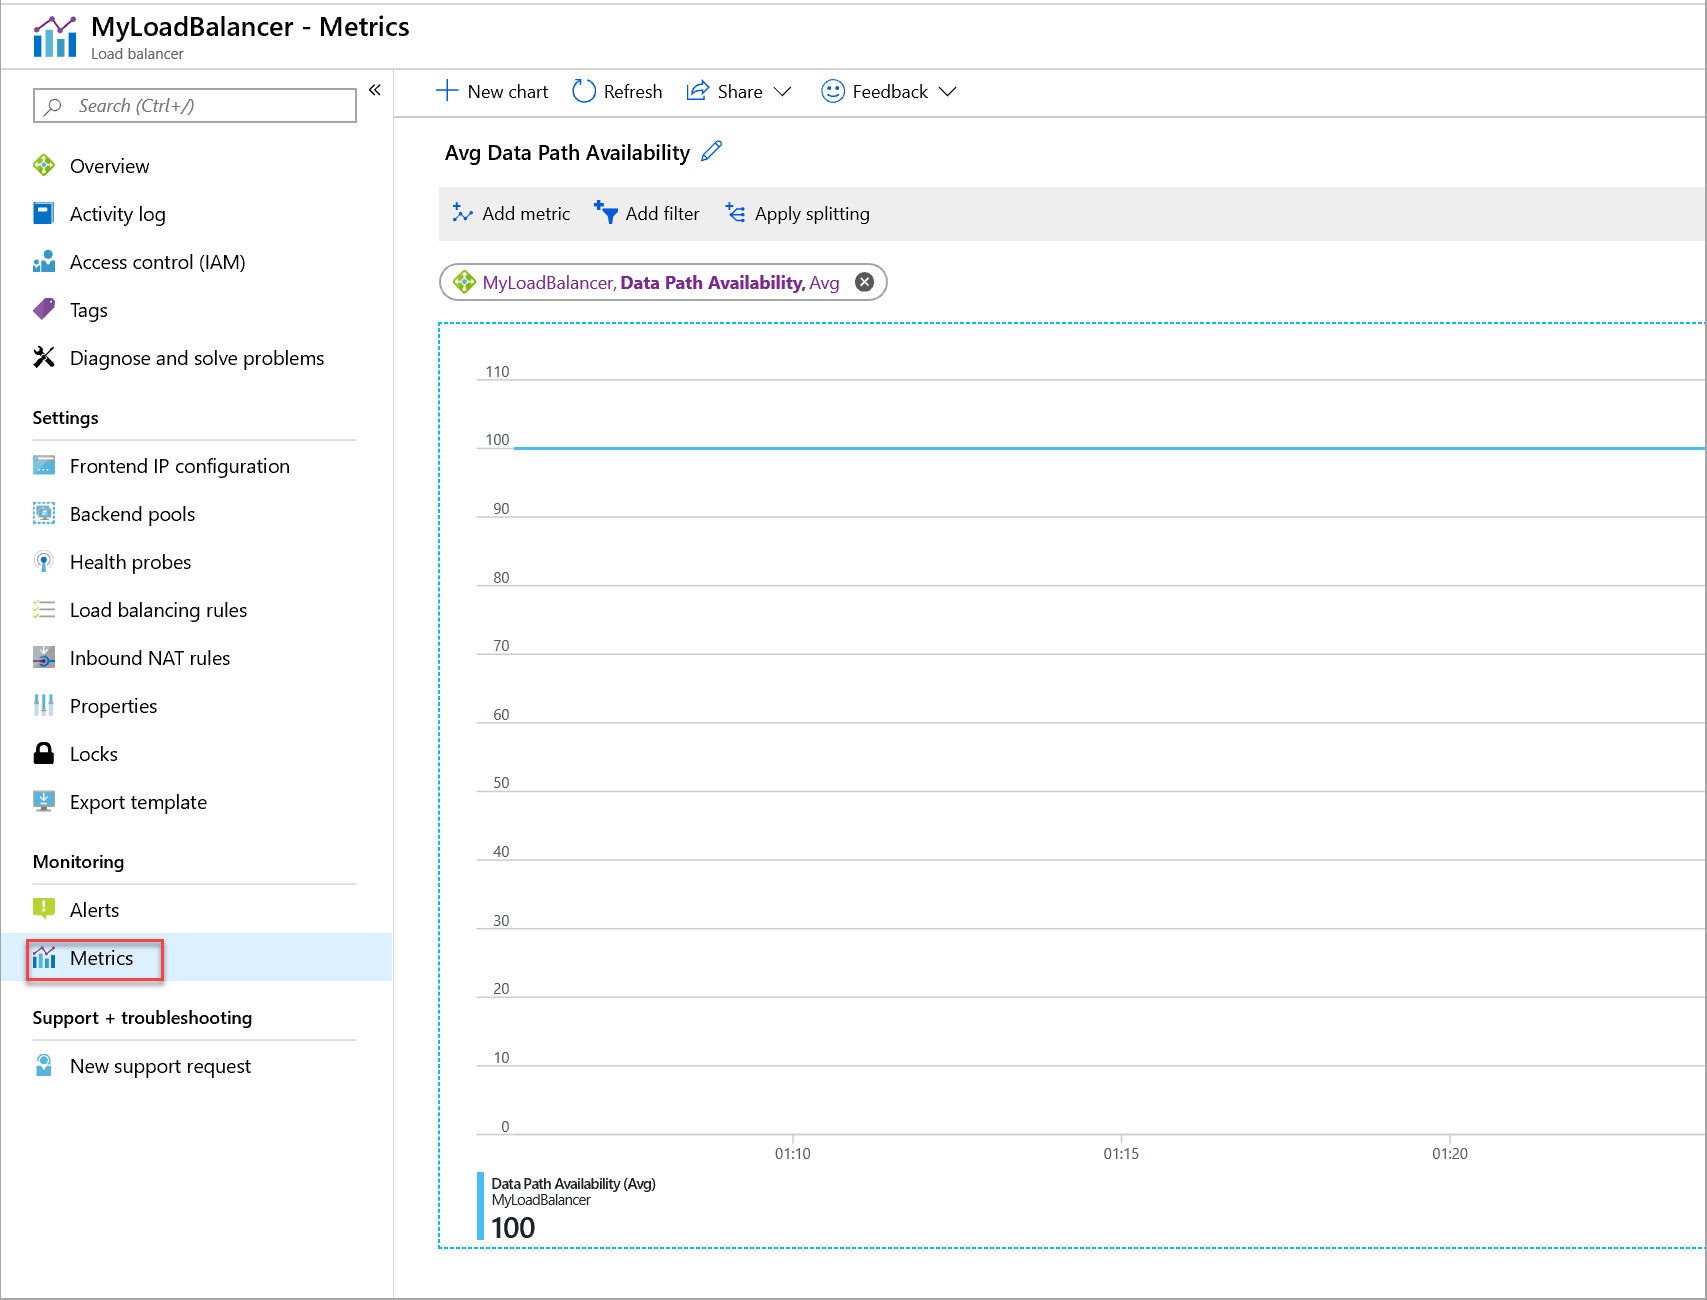 MyLoadBalancer - Metrics
Load balancer
Search (Ctrl+/)
«
Overview
Activity log
Access control (IAM)
Tags
Diagnose and solve problems
Settings
Frontend IP configuration
Backend pools
Health probes
Load balancing rules
Inbound NAT rules
Properties
Locks
Export template
Monitoring
Alerts
Metrics
Support + troubleshooting
New support request
New chart Refresh Share Feedback
Avg Data Path Availability
Add metric Add filter Apply splitting
MyLoadBalancer, Data Path Availability, Avg
110
100
90
80
70
60
50
40
30
20
10
0
01:10 01:15 01:20
Data Path Availability (Avg)
MyLoadBalancer
100